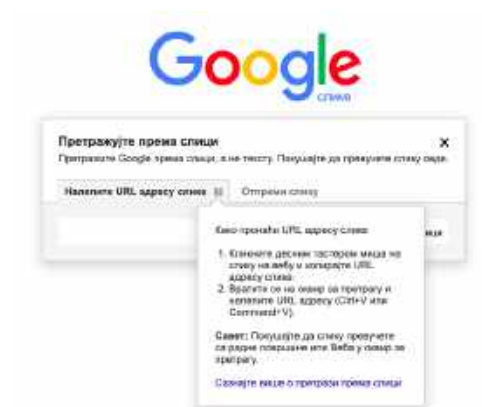 Google
слике
Претражујте према слици
X
Претражите Google према слици, а не тексту. Покушајте да превучете слику овде.
Налепите URL адресу слике
Отпреми слику
Како пронаћи URL адресу слике
1. Кликните десним тастером миша на
слику на вебу и копирајте URL
адресу слике.
2. Вратите се на оквир за претрагу и
налепите URL адресу (Ctrl+V или
Command+V).
Савет: Покушајте да слику превучете
са радне површине или Веба у оквир за
претрагу.
Сазнајте више о претрази према слици